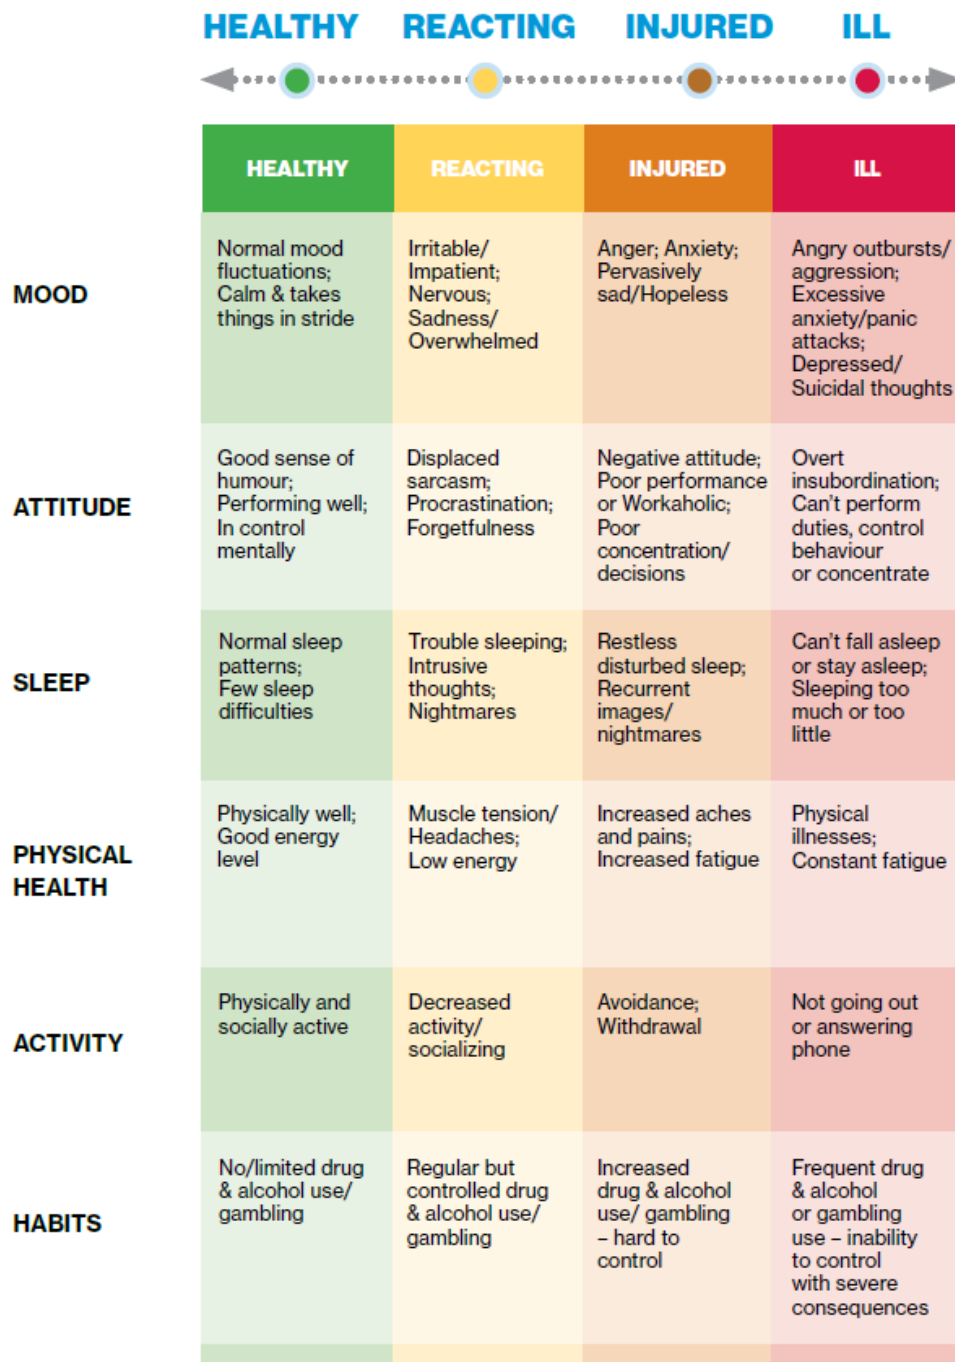 HEALTHY REACTING INJURED ILL
HEALTHY REACTING INJURED ILL
MOOD
Normal mood
fluctuations;
Calm & takes
things in stride
Irritable/
Impatient;
Nervous;
Sadness/
Overwhelmed
Anger; Anxiety;
Pervasively
sad/Hopeless
Angry outbursts/
aggression;
Excessive
anxiety/panic
attacks;
Depressed/
Suicidal thoughts
ATTITUDE
Good sense of
humour;
Performing well;
In control
mentally
Displaced
sarcasm;
Procrastination;
Forgetfulness
Negative attitude;
Poor performance
or Workaholic;
Poor
concentration/
decisions
Overt
insubordination;
Can't perform
duties, control
behaviour
or concentrate
SLEEP
Normal sleep
patterns;
Few sleep
difficulties
Trouble sleeping;
Intrusive
thoughts;
Nightmares
Restless
disturbed sleep;
Recurrent
images/
nightmares
Can't fall asleep
or stay asleep;
Sleeping too
much or too
little
PHYSICAL
HEALTH
Physically well;
Good energy
level
Muscle tension/
Headaches;
Low energy
Increased aches
and pains;
Increased fatigue
Physical
illnesses;
Constant fatigue
ACTIVITY
Physically and
socially active
Decreased
activity/
socializing
Avoidance;
Withdrawal
Not going out
or answering
phone
HABITS
No/limited drug
& alcohol use/
gambling
Regular but
controlled drug
& alcohol use/
gambling
Increased
drug & alcohol
use/ gambling
– hard to
control
Frequent drug
& alcohol
or gambling
use – inability
to control
with severe
consequences